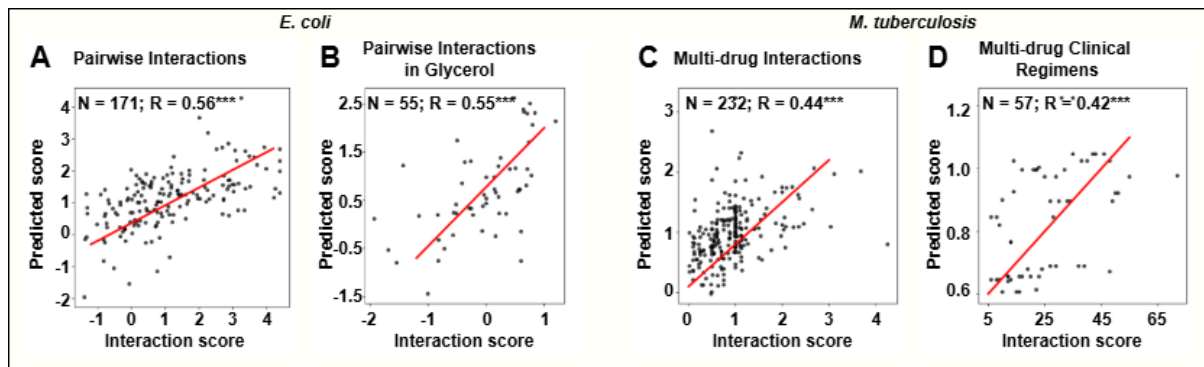 E. coli
M. tuberculosis
A Pairwise Interactions
B Pairwise Interactions
in Glycerol
C Multi-drug Interactions
D Multi-drug Clinical
Regimens
N = 171; R = 0.56***
Predicted score
4
3
2
1
0
-1
-2
-1 0 1 2 3 4
Interaction score
N = 55; R = 0.55***
Predicted score
2.5
1.5
0.5
-0.5
-1.5
-2 -1 0 1
Interaction score
N = 232; R = 0.44***
Predicted score
3
2
1
0
0 1 2 3 4
Interaction score
N = 57; R = 0.42***
Predicted score
1.2
1.0
0.8
0.6
5 25 45 65
Interaction score